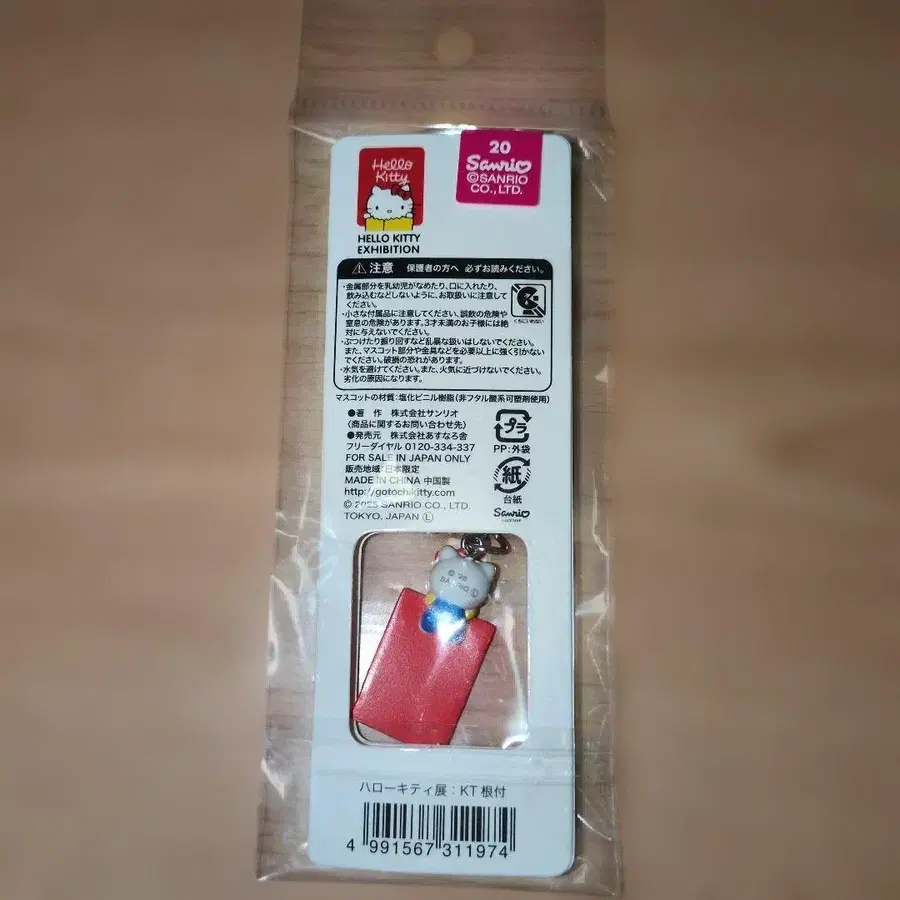 20
Sanrio
©SANRIO
CO., LTD.
Hello
Kitty
HELLO KITTY
EXHIBITION
注意 保護者の方へ 必ずお読みください。
・金属部分を乳幼児がなめたり、口に入れたり、
飲み込むなどしないように、お取扱いに注意して
ください。
・小さな付属品に注意してください、誤飲の危険や
窒息の危険があります。3才未満のお子様には絶
対に与えないでください。
・ぶつけたり振り回すなど乱暴な扱いはしないでください。
また、マスコット部分や金具などを必要以上に強く引かない
でください。破損の恐れがあります。
・水気を避けてください。また、火気に近づけないでください。
劣化の原因になります。
くちにいれない
マスコットの材質：塩化ビニル樹脂（非フタル酸系可塑剤使用）
●著 作 株式会社サンリオ
〈商品に関するお問い合わせ先〉
●発売元 株式会社あすなろ舎
フリーダイヤル 0120-334-337
FOR SALE IN JAPAN ONLY
販売地域：日本限定
MADE IN CHINA 中国製
http://gotochikitty.com
© 2025 SANRIO CO., LTD.
TOKYO, JAPAN Ⓛ
プラ
PP：外袋
紙
台紙
Sanrio
© '25
SANRIO Ⓛ
ハローキティ展：KT 根付
4 991567 311974